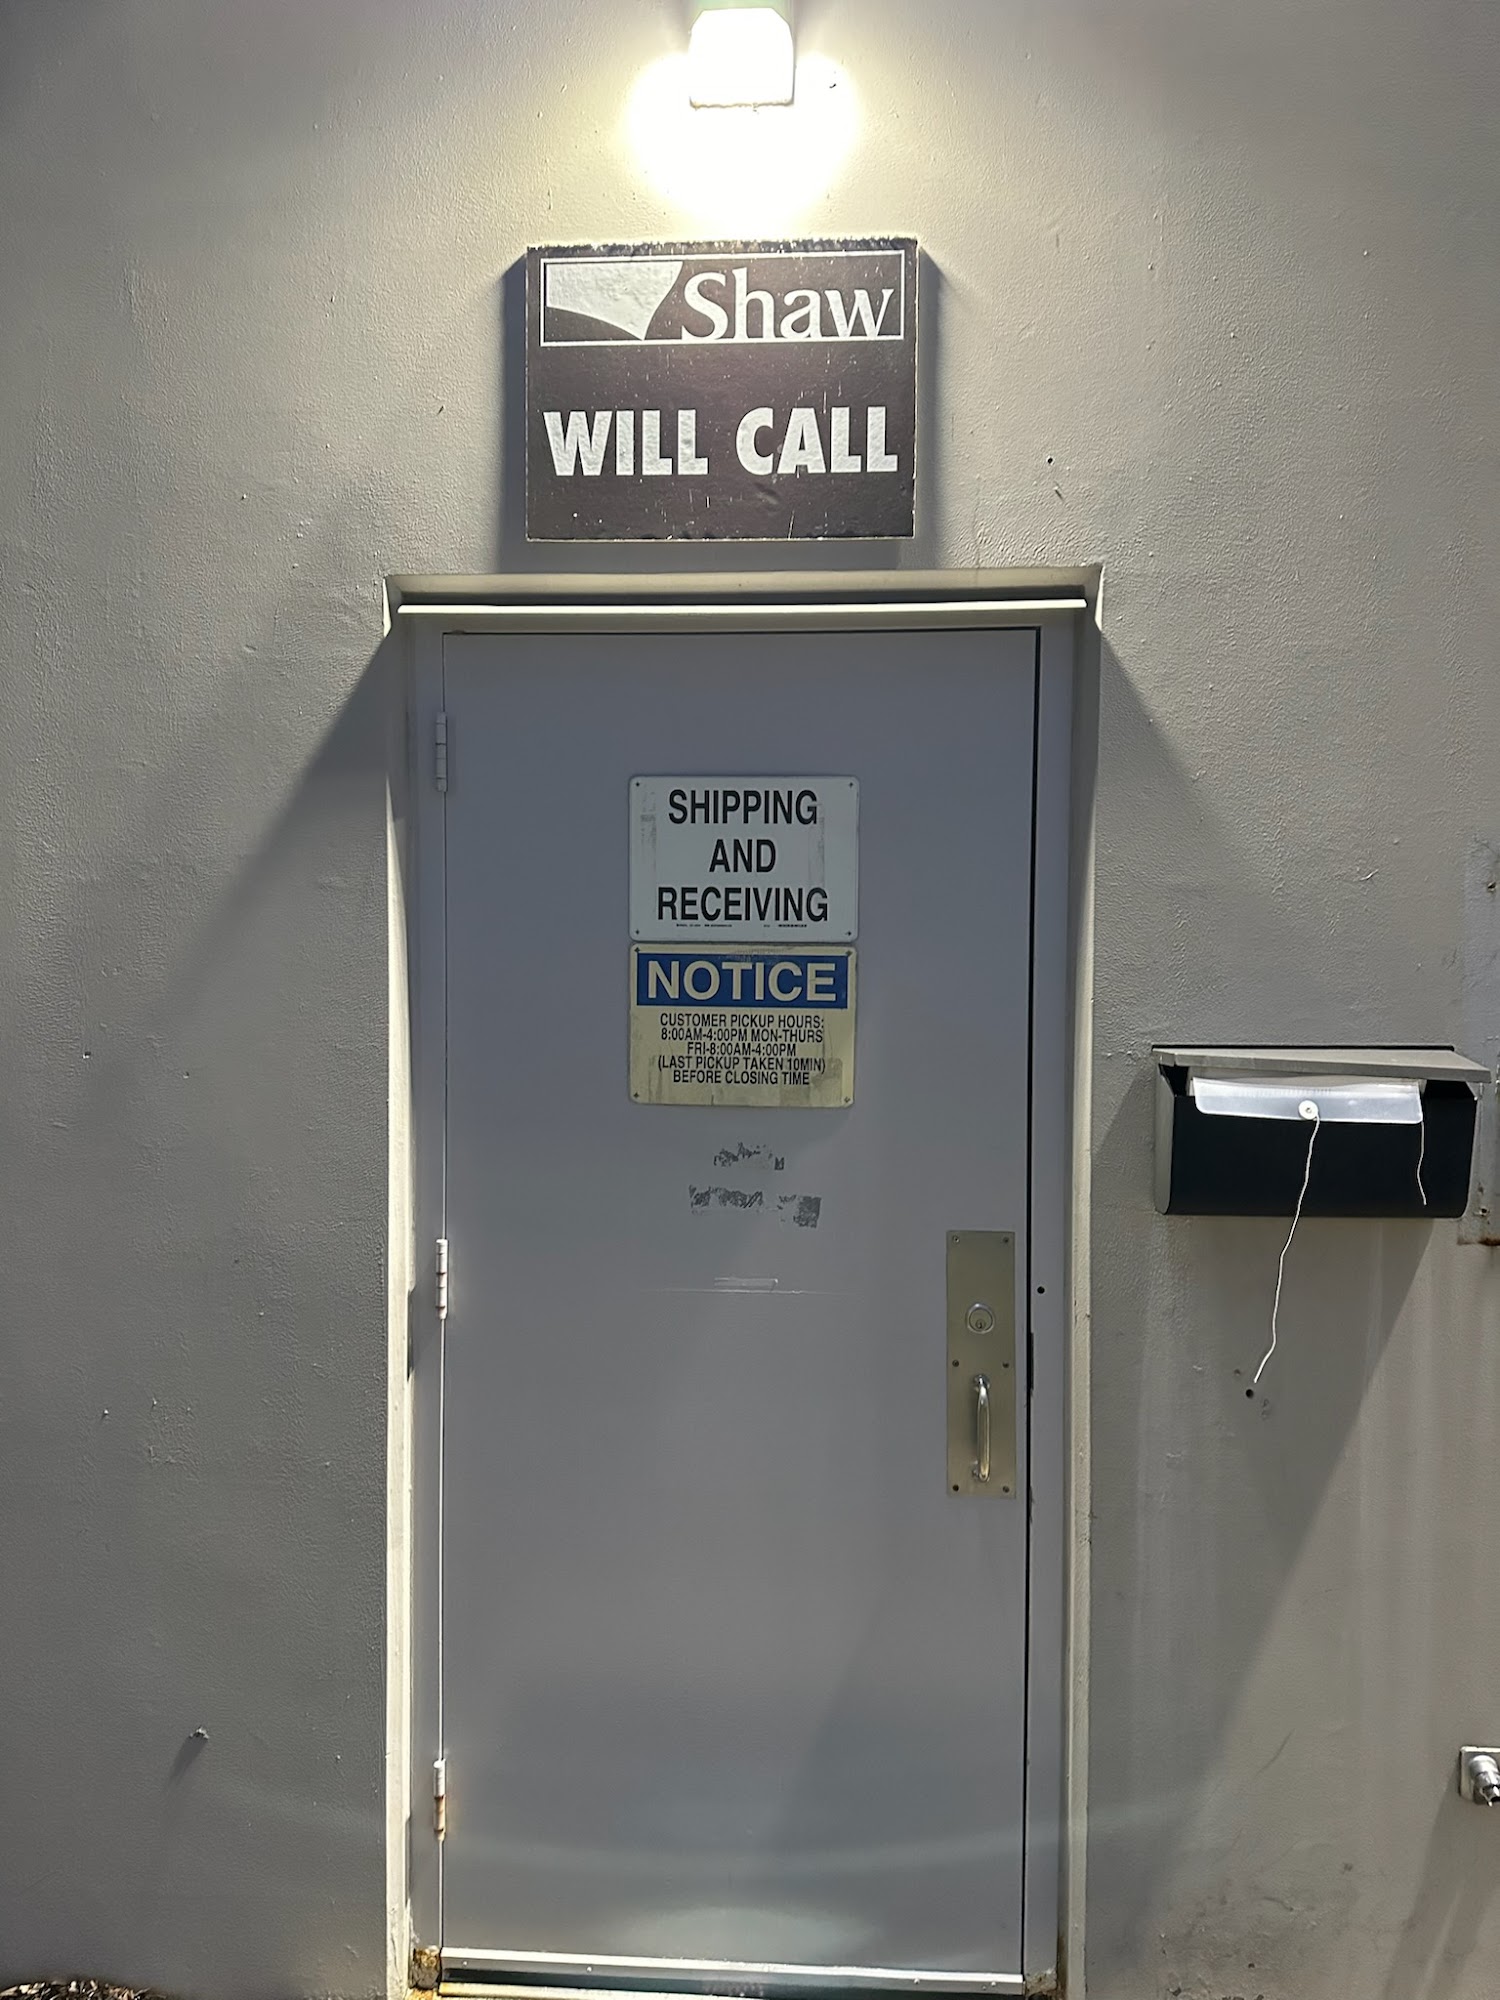 Shaw
WILL CALL
SHIPPING
AND
RECEIVING
NOTICE
CUSTOMER PICKUP HOURS:
8:00AM-4:00PM MON-THURS
FRI-8:00AM-4:00PM
(LAST PICKUP TAKEN 10MIN)
BEFORE CLOSING TIME